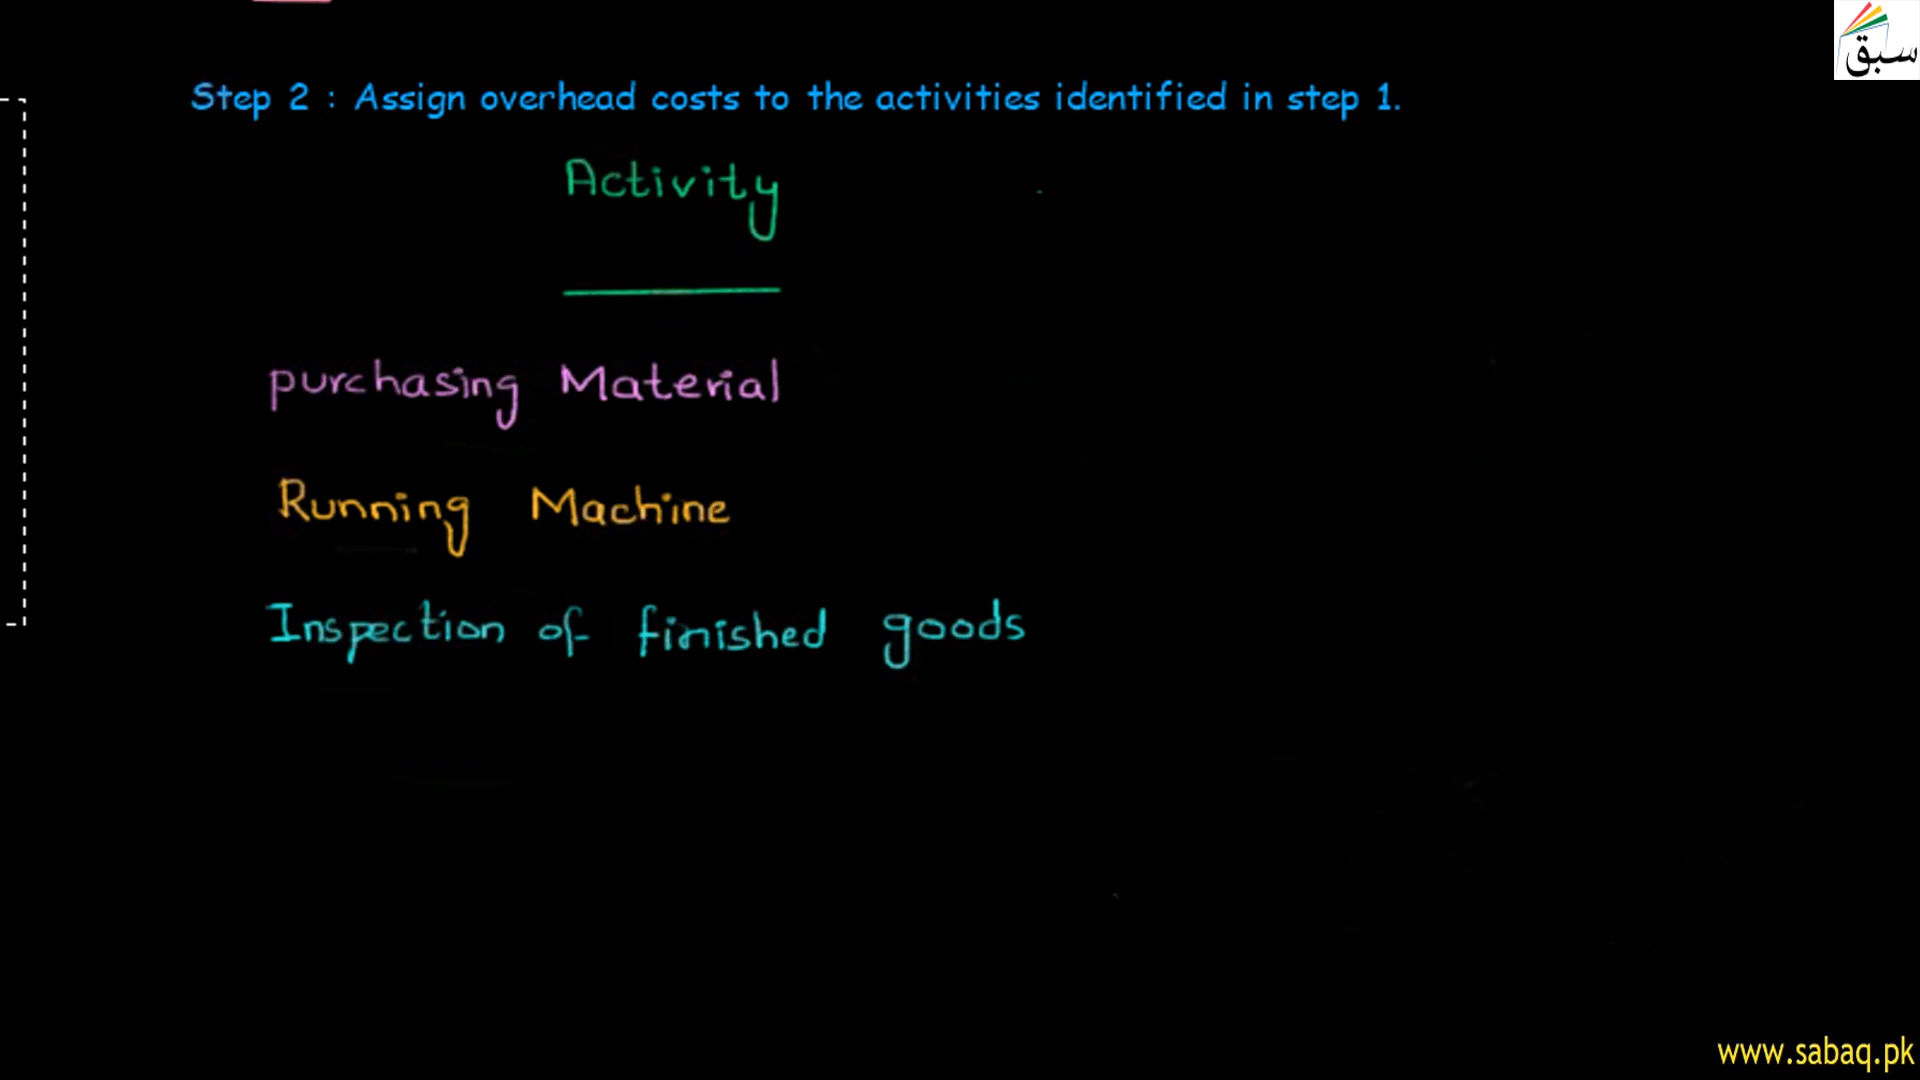 سبق
Step 2 : Assign overhead costs to the activities identified in step 1.
Activity
purchasing Material
Running Machine
Inspection of finished goods
www.sabaq.pk